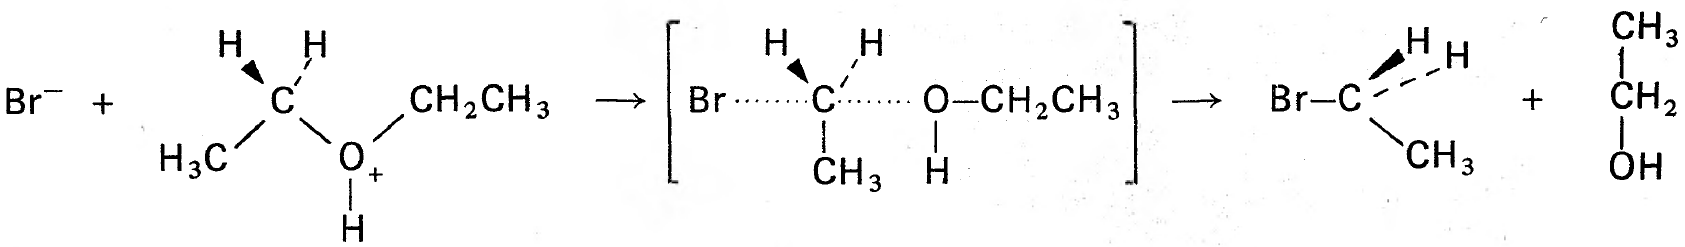 Br⁻ +
H H
C
H₃C
O
+
H
CH₂CH₃
H H
Br C O–CH₂CH₃
CH₃ H
H H
Br–C
CH₃
+
CH₃
CH₂
OH